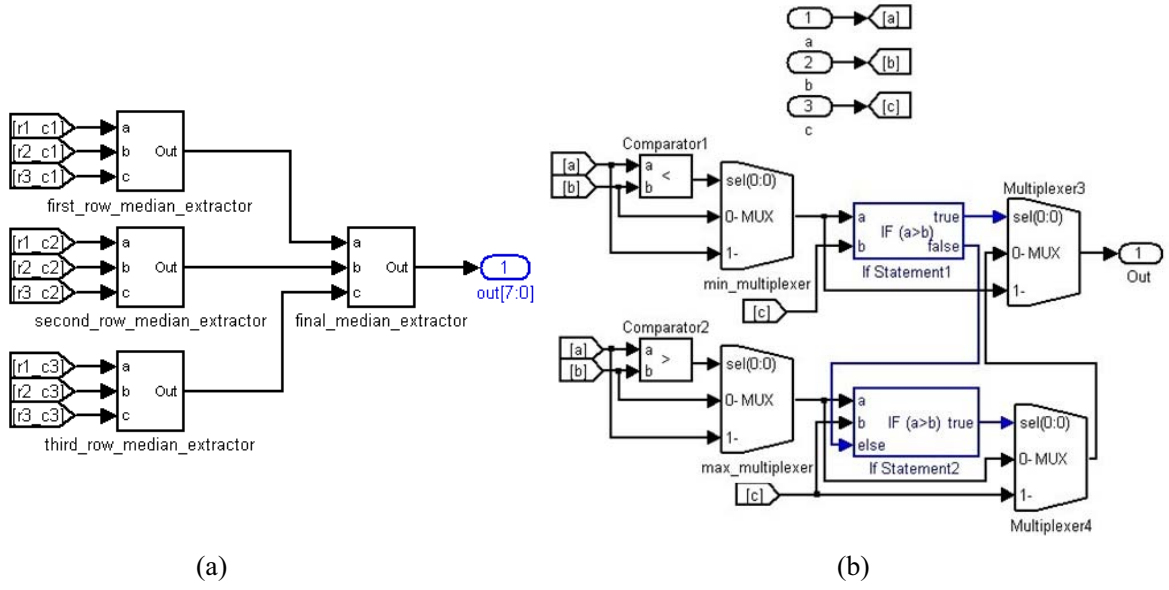 [r1_c1]
[r2_c1]
[r3_c1]
a
b
c
Out
first_row_median_extractor
[r1_c2]
[r2_c2]
[r3_c2]
a
b
c
Out
second_row_median_extractor
[r1_c3]
[r2_c3]
[r3_c3]
a
b
c
Out
third_row_median_extractor
a
b
c
Out
final_median_extractor
1
out[7:0]
(a)
1
[a]
a
2
[b]
b
3
[c]
c
Comparator1
[a]
[b]
a
b
<
sel(0:0)
0- MUX
1-
min_multiplexer
[c]
a
b
IF (a>b)
true
false
If Statement1
Multiplexer3
sel(0:0)
0- MUX
1-
1
Out
Comparator2
[a]
[b]
a
b
>
sel(0:0)
0- MUX
1-
max_multiplexer
[c]
a
b
else
IF (a>b)
true
If Statement2
sel(0:0)
0- MUX
1-
Multiplexer4
(b)